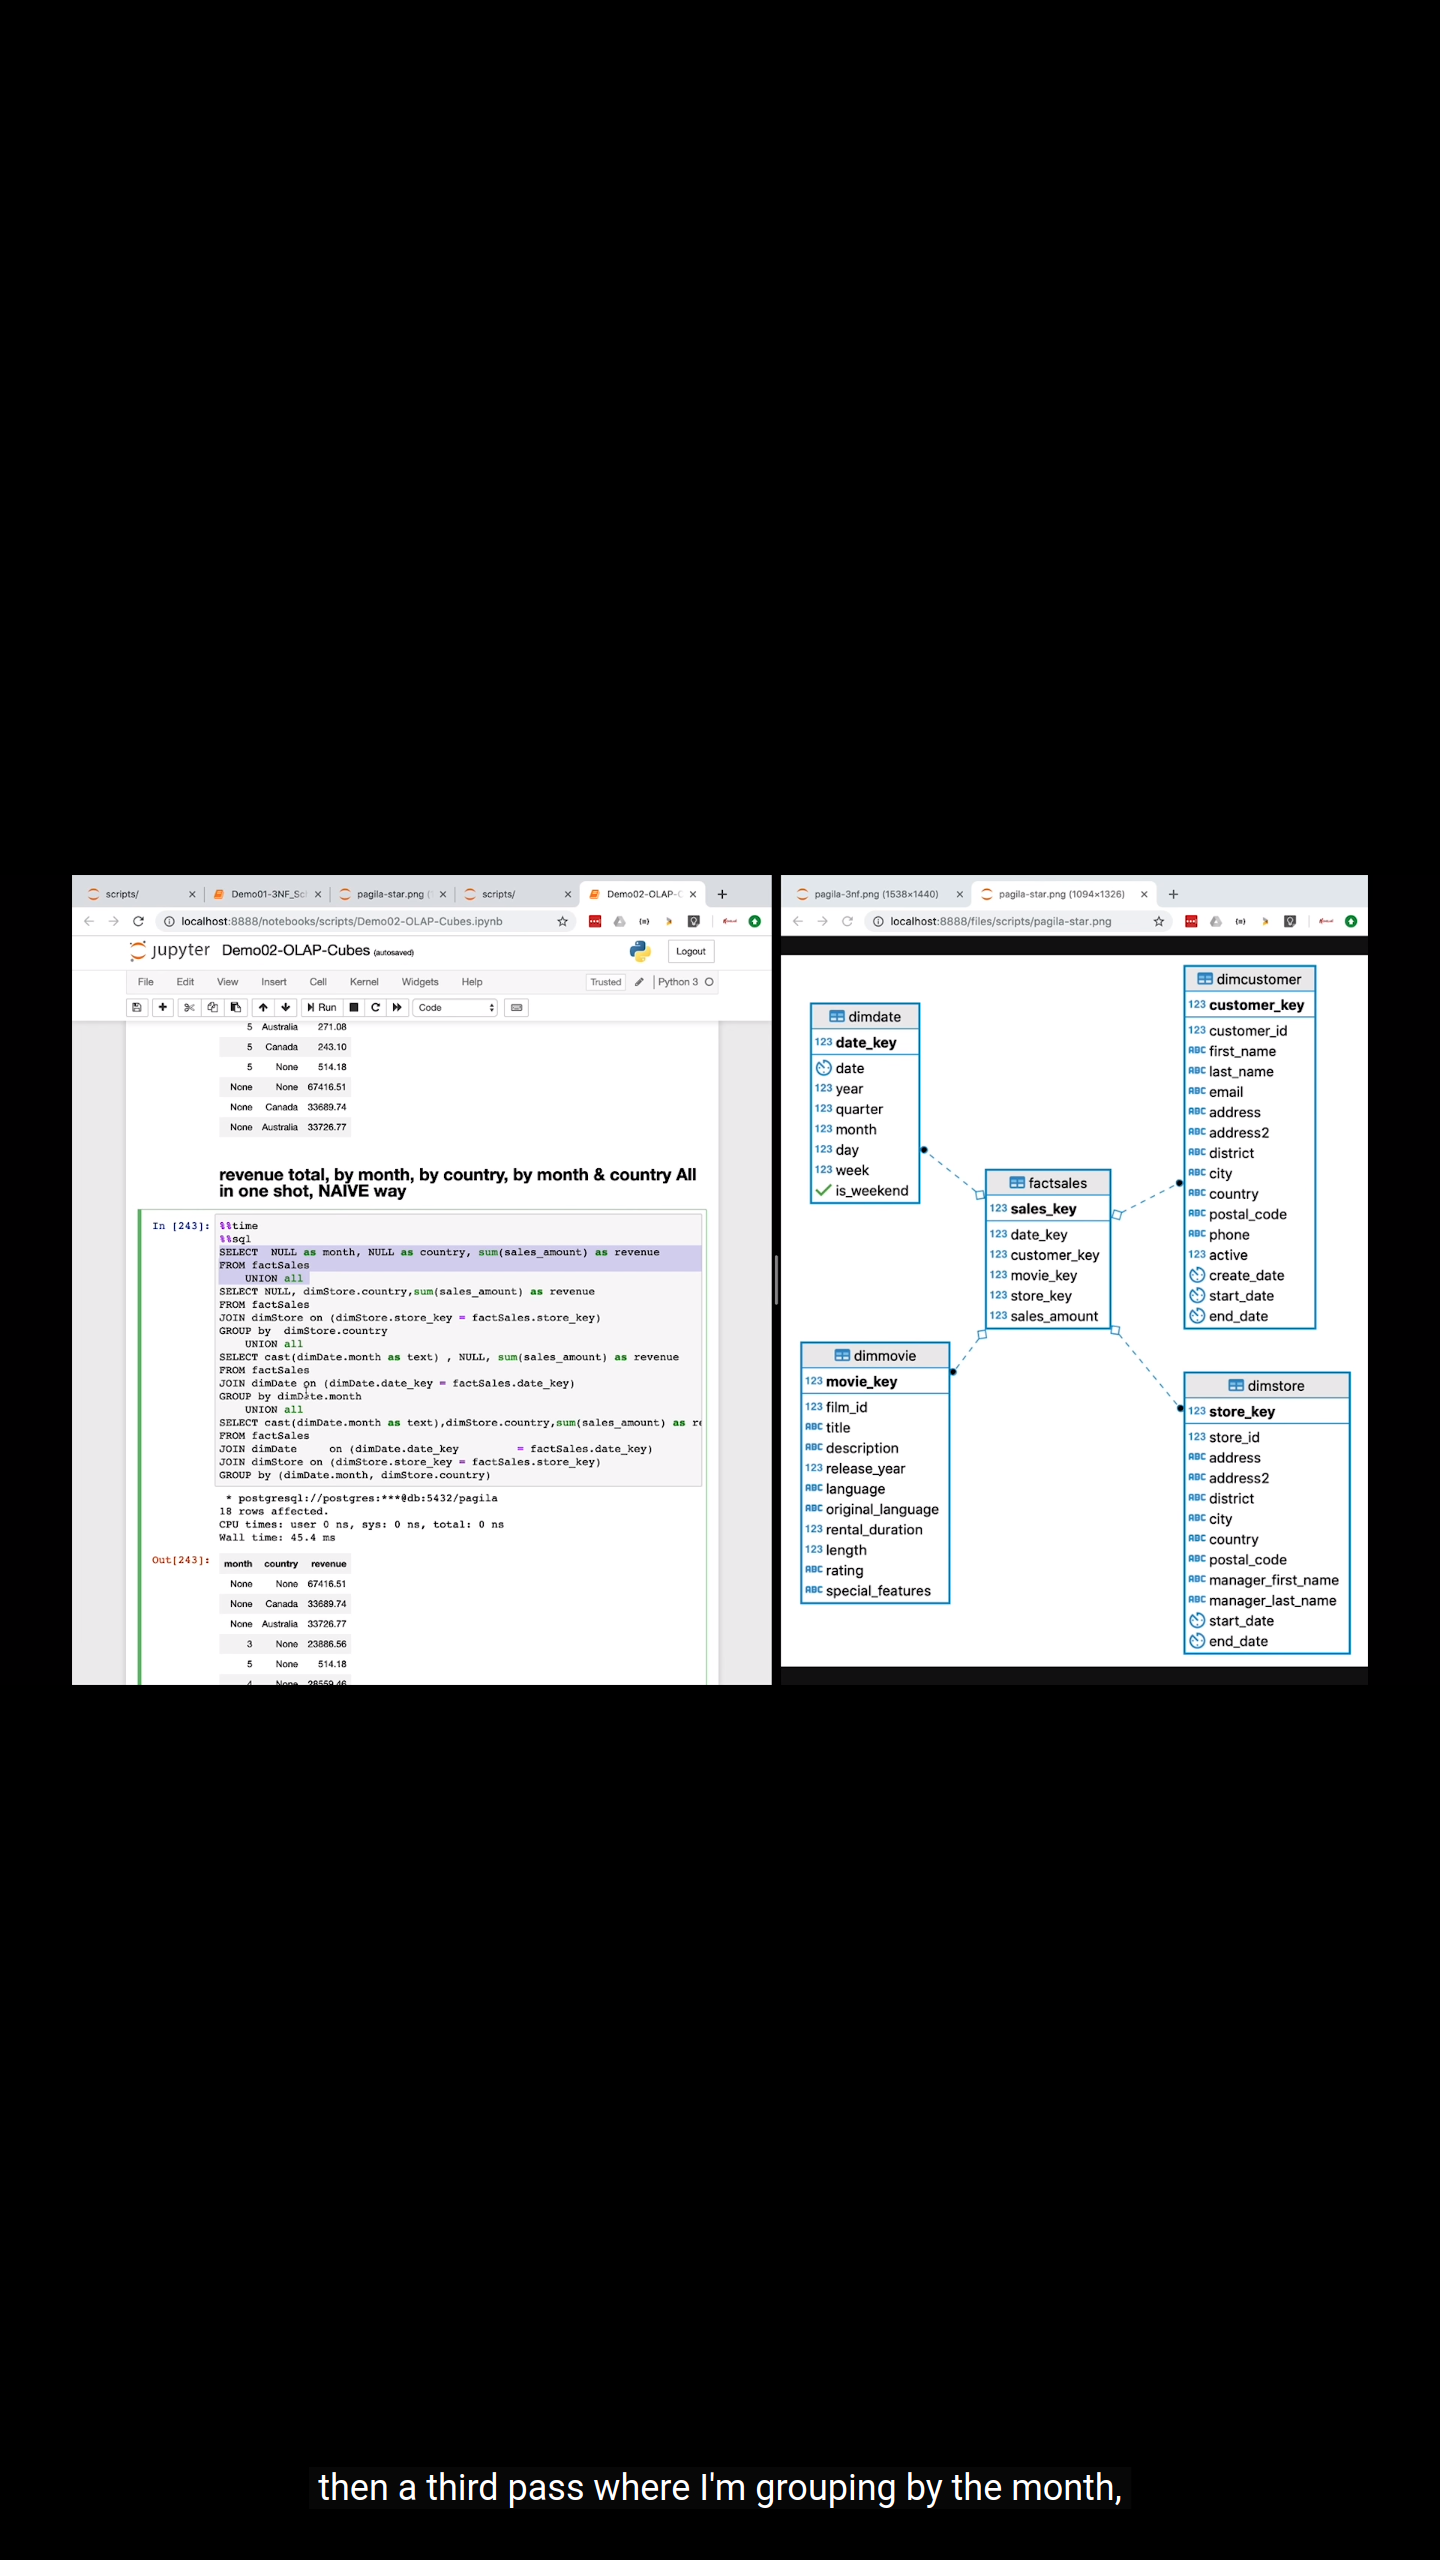 scripts/
Demo01-3NF_Sc
pagila-star.png (
scripts/
Demo02-OLAP-C
localhost:8888/notebooks/scripts/Demo02-OLAP-Cubes.ipynb
jupyter Demo02-OLAP-Cubes (autosaved)
Logout
File Edit View Insert Cell Kernel Widgets Help
Trusted
Python 3
Run
Code
5 Australia 271.08
5 Canada 243.10
5 None 514.18
None None 67416.51
None Canada 33689.74
None Australia 33726.77
revenue total, by month, by country, by month & country All
in one shot, NAIVE way
In [243]: %%time
%%sql
SELECT  NULL as month, NULL as country, sum(sales_amount) as revenue
FROM factSales
    UNION all
SELECT NULL, dimStore.country,sum(sales_amount) as revenue
FROM factSales
JOIN dimStore on (dimStore.store_key = factSales.store_key)
GROUP by  dimStore.country
    UNION all
SELECT cast(dimDate.month as text) , NULL, sum(sales_amount) as revenue
FROM factSales
JOIN dimDate on (dimDate.date_key = factSales.date_key)
GROUP by dimDate.month
    UNION all
SELECT cast(dimDate.month as text),dimStore.country,sum(sales_amount) as re
FROM factSales
JOIN dimDate     on (dimDate.date_key         = factSales.date_key)
JOIN dimStore on (dimStore.store_key = factSales.store_key)
GROUP by (dimDate.month, dimStore.country)
* postgresql://postgres:***@db:5432/pagila
18 rows affected.
CPU times: user 0 ns, sys: 0 ns, total: 0 ns
Wall time: 45.4 ms
Out[243]: month country revenue
None None 67416.51
None Canada 33689.74
None Australia 33726.77
3 None 23886.56
5 None 514.18
4 None 28559.46
pagila-3nf.png (1538×1440)
pagila-star.png (1094×1326)
localhost:8888/files/scripts/pagila-star.png
dimdate
123 date_key
date
123 year
123 quarter
123 month
123 day
123 week
is_weekend
factsales
123 sales_key
123 date_key
123 customer_key
123 movie_key
123 store_key
123 sales_amount
dimcustomer
123 customer_key
123 customer_id
ABC first_name
ABC last_name
ABC email
ABC address
ABC address2
ABC district
ABC city
ABC country
ABC postal_code
ABC phone
123 active
create_date
start_date
end_date
dimmovie
123 movie_key
123 film_id
ABC title
ABC description
123 release_year
ABC language
ABC original_language
123 rental_duration
123 length
ABC rating
ABC special_features
dimstore
123 store_key
123 store_id
ABC address
ABC address2
ABC district
ABC city
ABC country
ABC postal_code
ABC manager_first_name
ABC manager_last_name
start_date
end_date
then a third pass where I'm grouping by the month,